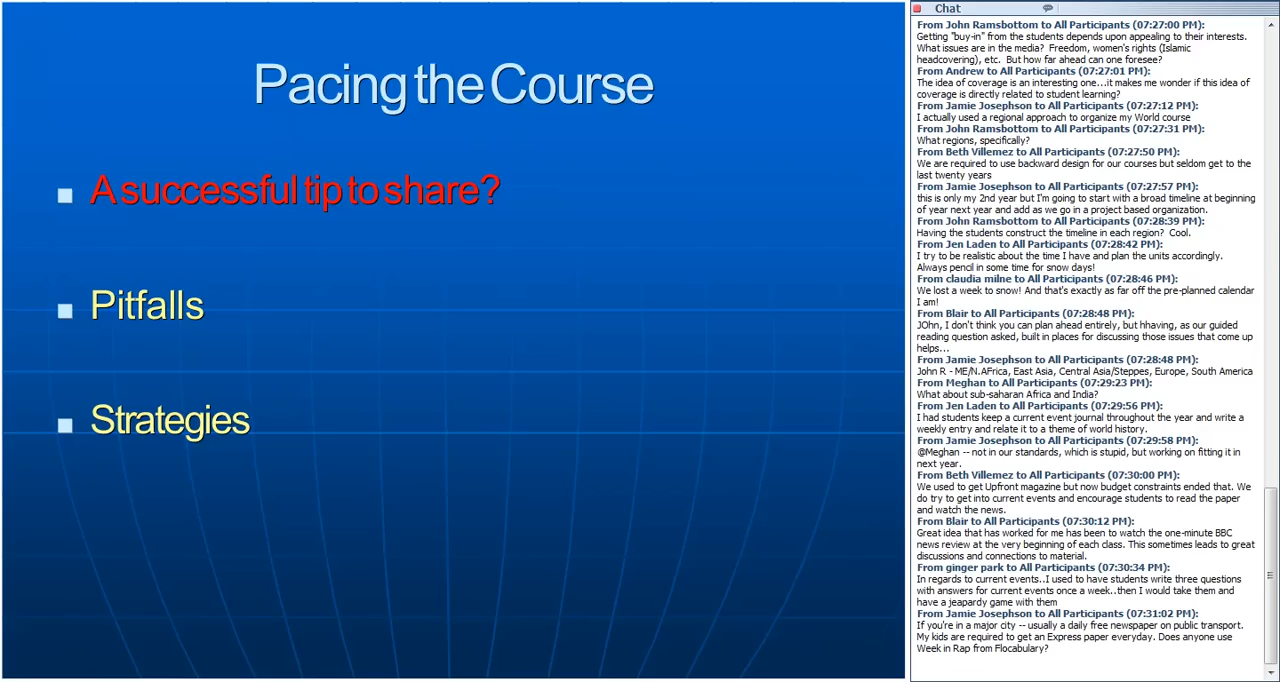 Pacing the Course
A successful tip to share?
Pitfalls
Strategies
Chat
From John Ramsbottom to All Participants (07:27:00 PM):
Getting "buy-in" from the students depends upon appealing to their interests.
What issues are in the media?  Freedom, women's rights (Islamic
headcovering), etc.  But how far ahead can one foresee?
From Andrew to All Participants (07:27:01 PM):
The idea of coverage is an interesting one...it makes me wonder if this idea of
coverage is directly related to student learning?
From Jamie Josephson to All Participants (07:27:12 PM):
I actually used a regional approach to organize my World course
From John Ramsbottom to All Participants (07:27:31 PM):
What regions, specifically?
From Beth Villemez to All Participants (07:27:50 PM):
We are required to use backward design for our courses but seldom get to the
last twenty years
From Jamie Josephson to All Participants (07:27:57 PM):
this is only my 2nd year but I'm going to start with a broad timeline at beginning
of year next year and add as we go in a project based organization.
From John Ramsbottom to All Participants (07:28:39 PM):
Having the students construct the timeline in each region?  Cool.
From Jen Laden to All Participants (07:28:42 PM):
I try to be realistic about the time I have and plan the units accordingly.
Always pencil in some time for snow days!
From claudia milne to All Participants (07:28:46 PM):
We lost a week to snow! And that's exactly as far off the pre-planned calendar
I am!
From Blair to All Participants (07:28:48 PM):
JOhn, I don't think you can plan ahead entirely, but hhaving, as our guided
reading question asked, built in places for discussing those issues that come up
helps...
From Jamie Josephson to All Participants (07:28:48 PM):
John R - ME/N.AFrica, East Asia, Central Asia/Steppes, Europe, South America
From Meghan to All Participants (07:29:23 PM):
What about sub-saharan Africa and India?
From Jen Laden to All Participants (07:29:56 PM):
I had students keep a current event journal throughout the year and write a
weekly entry and relate it to a theme of world history.
From Jamie Josephson to All Participants (07:29:58 PM):
@Meghan -- not in our standards, which is stupid, but working on fitting it in
next year.
From Beth Villemez to All Participants (07:30:00 PM):
We used to get Upfront magazine but now budget constraints ended that. We
do try to get into current events and encourage students to read the paper
and watch the news.
From Blair to All Participants (07:30:12 PM):
Great idea that has worked for me has been to watch the one-minute BBC
news review at the very beginning of each class. This sometimes leads to great
discussions and connections to material.
From ginger park to All Participants (07:30:34 PM):
In regards to current events..I used to have students write three questions
with answers for current events once a week..then I would take them and
have a jeapardy game with them
From Jamie Josephson to All Participants (07:31:02 PM):
If you're in a major city -- usually a daily free newspaper on public transport.
My kids are required to get an Express paper everyday. Does anyone use
Week in Rap from Flocabulary?